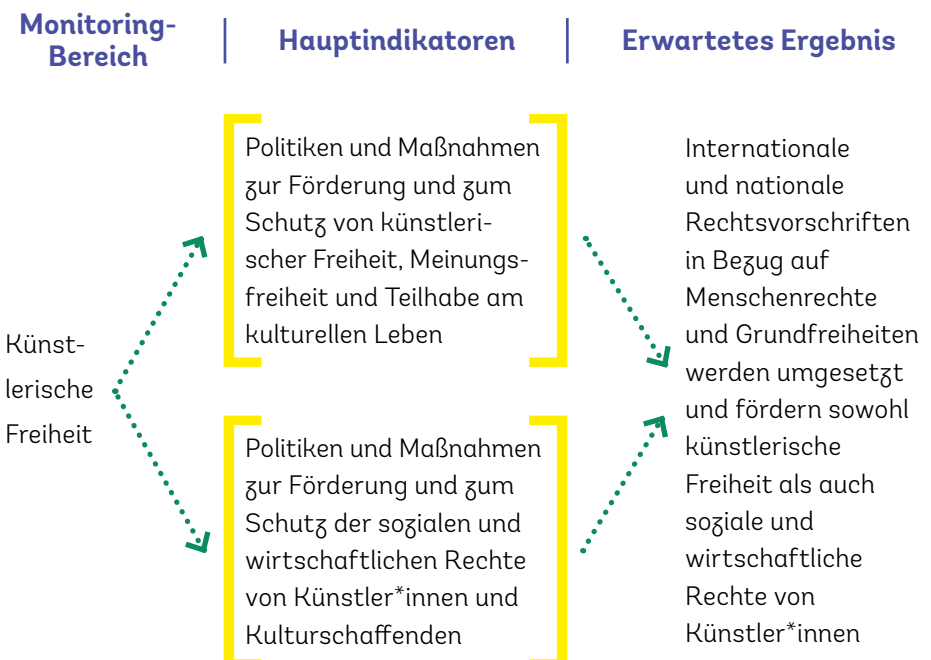 Monitoring-
Bereich
Hauptindikatoren
Erwartetes Ergebnis
Künst-
lerische
Freiheit
Politiken und Maßnahmen
zur Förderung und zum
Schutz von künstleri-
scher Freiheit, Meinungs-
freiheit und Teilhabe am
kulturellen Leben
Politiken und Maßnahmen
zur Förderung und zum
Schutz der sozialen und
wirtschaftlichen Rechte
von Künstler*innen und
Kulturschaffenden
Internationale
und nationale
Rechtsvorschriften
in Bezug auf
Menschenrechte
und Grundfreiheiten
werden umgesetzt
und fördern sowohl
künstlerische
Freiheit als auch
soziale und
wirtschaftliche
Rechte von
Künstler*innen